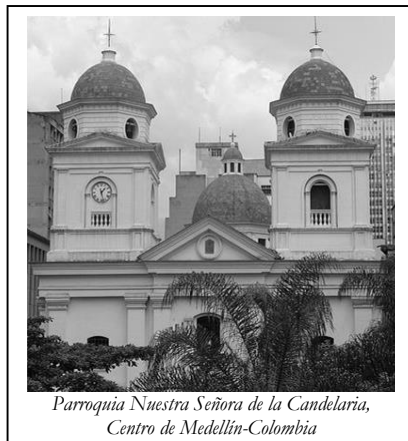 Parroquia Nuestra Señora de la Candelaria,
Centro de Medellín-Colombia